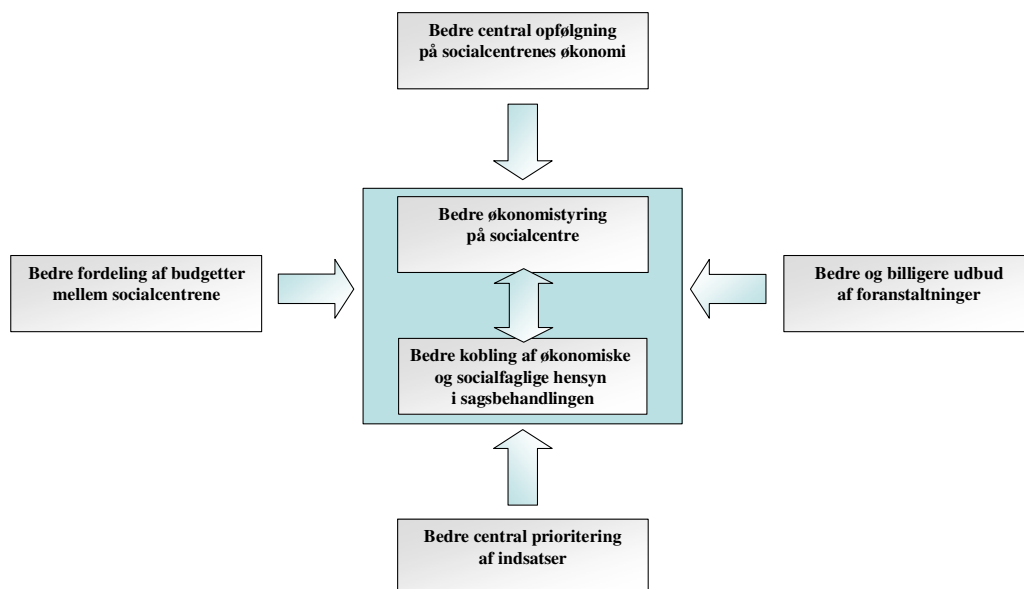 Bedre central opfølgning
på socialcentrenes økonomi
Bedre økonomistyring
på socialcentre
Bedre fordeling af budgetter
mellem socialcentrene
Bedre og billigere udbud
af foranstaltninger
Bedre kobling af økonomiske
og socialfaglige hensyn
i sagsbehandlingen
Bedre central prioritering
af indsatser